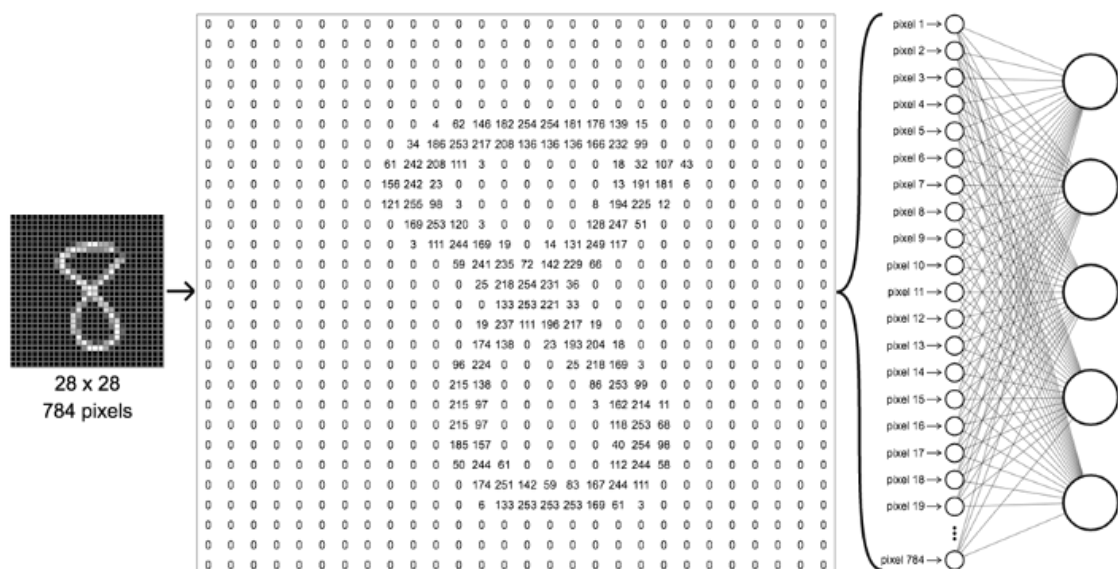 28 x 28
784 pixels
0 0 0 0 0 0 0 0 0 0 0 0 0 0 0 0 0 0 0 0 0 0 0 0 0 0 0 0
0 0 0 0 0 0 0 0 0 0 0 0 0 0 0 0 0 0 0 0 0 0 0 0 0 0 0 0
0 0 0 0 0 0 0 0 0 0 0 0 0 0 0 0 0 0 0 0 0 0 0 0 0 0 0 0
0 0 0 0 0 0 0 0 0 0 0 0 0 0 0 0 0 0 0 0 0 0 0 0 0 0 0 0
0 0 0 0 0 0 0 0 0 0 0 0 0 0 0 0 0 0 0 0 0 0 0 0 0 0 0 0
0 0 0 0 0 0 0 0 0 0 4 62 146 182 254 254 181 176 139 15 0 0 0 0 0 0 0 0
0 0 0 0 0 0 0 0 0 34 186 253 217 208 136 136 136 166 232 99 0 0 0 0 0 0 0 0
0 0 0 0 0 0 0 0 61 242 208 111 3 0 0 0 0 0 18 32 107 43 0 0 0 0 0 0
0 0 0 0 0 0 0 0 156 242 23 0 0 0 0 0 0 0 13 191 181 6 0 0 0 0 0 0
0 0 0 0 0 0 0 0 121 255 98 3 0 0 0 0 0 8 194 225 12 0 0 0 0 0 0 0
0 0 0 0 0 0 0 0 0 169 253 120 3 0 0 0 0 128 247 51 0 0 0 0 0 0 0 0
0 0 0 0 0 0 0 0 0 3 111 244 169 19 0 14 131 249 117 0 0 0 0 0 0 0 0 0
0 0 0 0 0 0 0 0 0 0 0 59 241 235 72 142 229 66 0 0 0 0 0 0 0 0 0 0
0 0 0 0 0 0 0 0 0 0 0 0 25 218 254 231 36 0 0 0 0 0 0 0 0 0 0 0
0 0 0 0 0 0 0 0 0 0 0 0 0 133 253 221 33 0 0 0 0 0 0 0 0 0 0 0
0 0 0 0 0 0 0 0 0 0 0 0 19 237 111 196 217 19 0 0 0 0 0 0 0 0 0 0
0 0 0 0 0 0 0 0 0 0 0 0 174 138 0 23 193 204 18 0 0 0 0 0 0 0 0 0
0 0 0 0 0 0 0 0 0 0 0 96 224 0 0 0 25 218 169 3 0 0 0 0 0 0 0 0
0 0 0 0 0 0 0 0 0 0 0 215 138 0 0 0 0 86 253 99 0 0 0 0 0 0 0 0
0 0 0 0 0 0 0 0 0 0 0 215 97 0 0 0 0 3 162 214 11 0 0 0 0 0 0 0
0 0 0 0 0 0 0 0 0 0 0 215 97 0 0 0 0 0 118 253 68 0 0 0 0 0 0 0
0 0 0 0 0 0 0 0 0 0 0 185 157 0 0 0 0 0 40 254 98 0 0 0 0 0 0 0
0 0 0 0 0 0 0 0 0 0 0 50 244 61 0 0 0 0 112 244 58 0 0 0 0 0 0 0
0 0 0 0 0 0 0 0 0 0 0 0 174 251 142 59 83 167 244 111 0 0 0 0 0 0 0 0
0 0 0 0 0 0 0 0 0 0 0 0 6 133 253 253 253 169 61 3 0 0 0 0 0 0 0 0
0 0 0 0 0 0 0 0 0 0 0 0 0 0 0 0 0 0 0 0 0 0 0 0 0 0 0 0
0 0 0 0 0 0 0 0 0 0 0 0 0 0 0 0 0 0 0 0 0 0 0 0 0 0 0 0
0 0 0 0 0 0 0 0 0 0 0 0 0 0 0 0 0 0 0 0 0 0 0 0 0 0 0 0
pixel 1
pixel 2
pixel 3
pixel 4
pixel 5
pixel 6
pixel 7
pixel 8
pixel 9
pixel 10
pixel 11
pixel 12
pixel 13
pixel 14
pixel 15
pixel 16
pixel 17
pixel 18
pixel 19
pixel 784